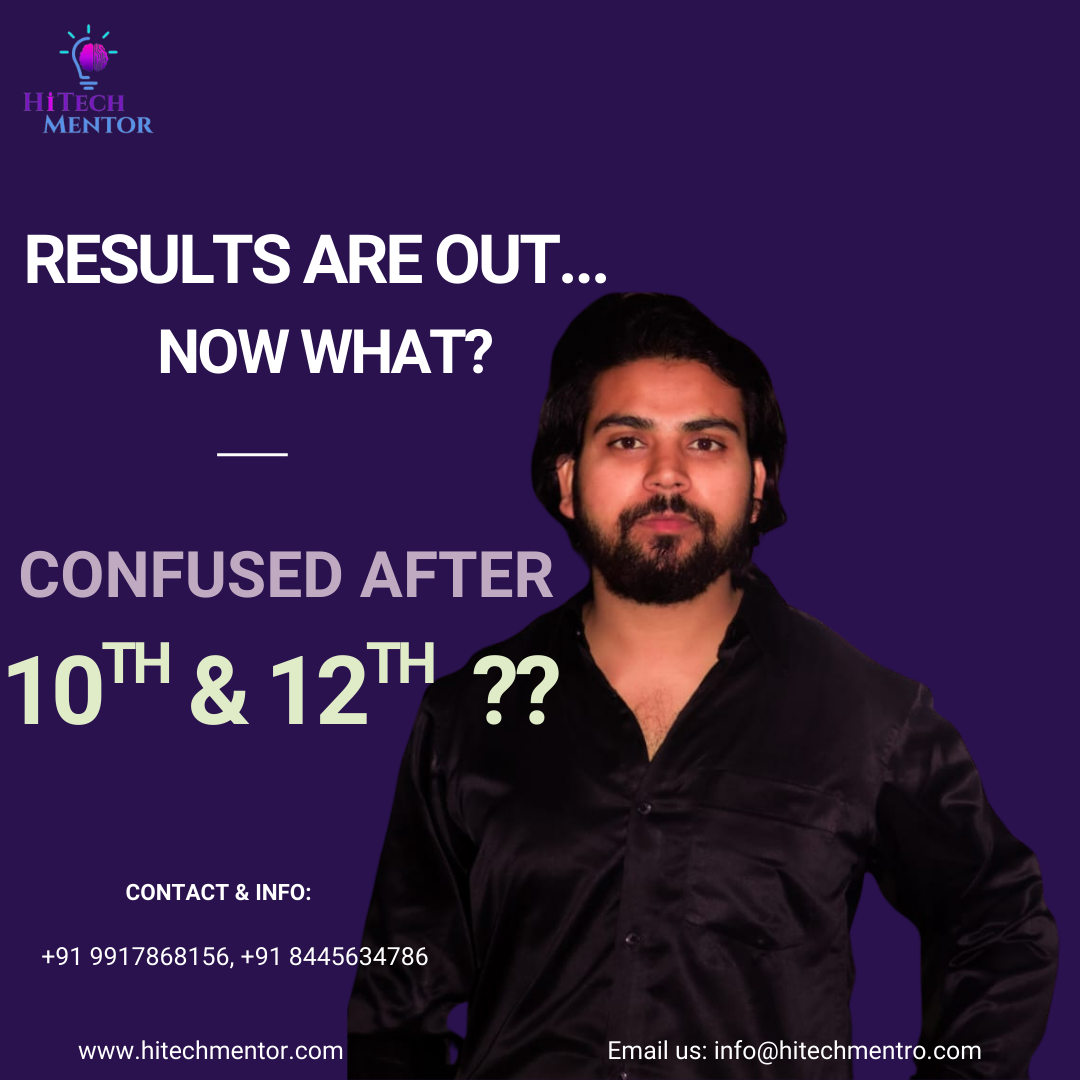 HiTECH
MENTOR
RESULTS ARE OUT...
NOW WHAT?
CONFUSED AFTER
10TH & 12TH ??
CONTACT & INFO:
+91 9917868156, +91 8445634786
www.hitechmentor.com
Email us: info@hitechmentro.com